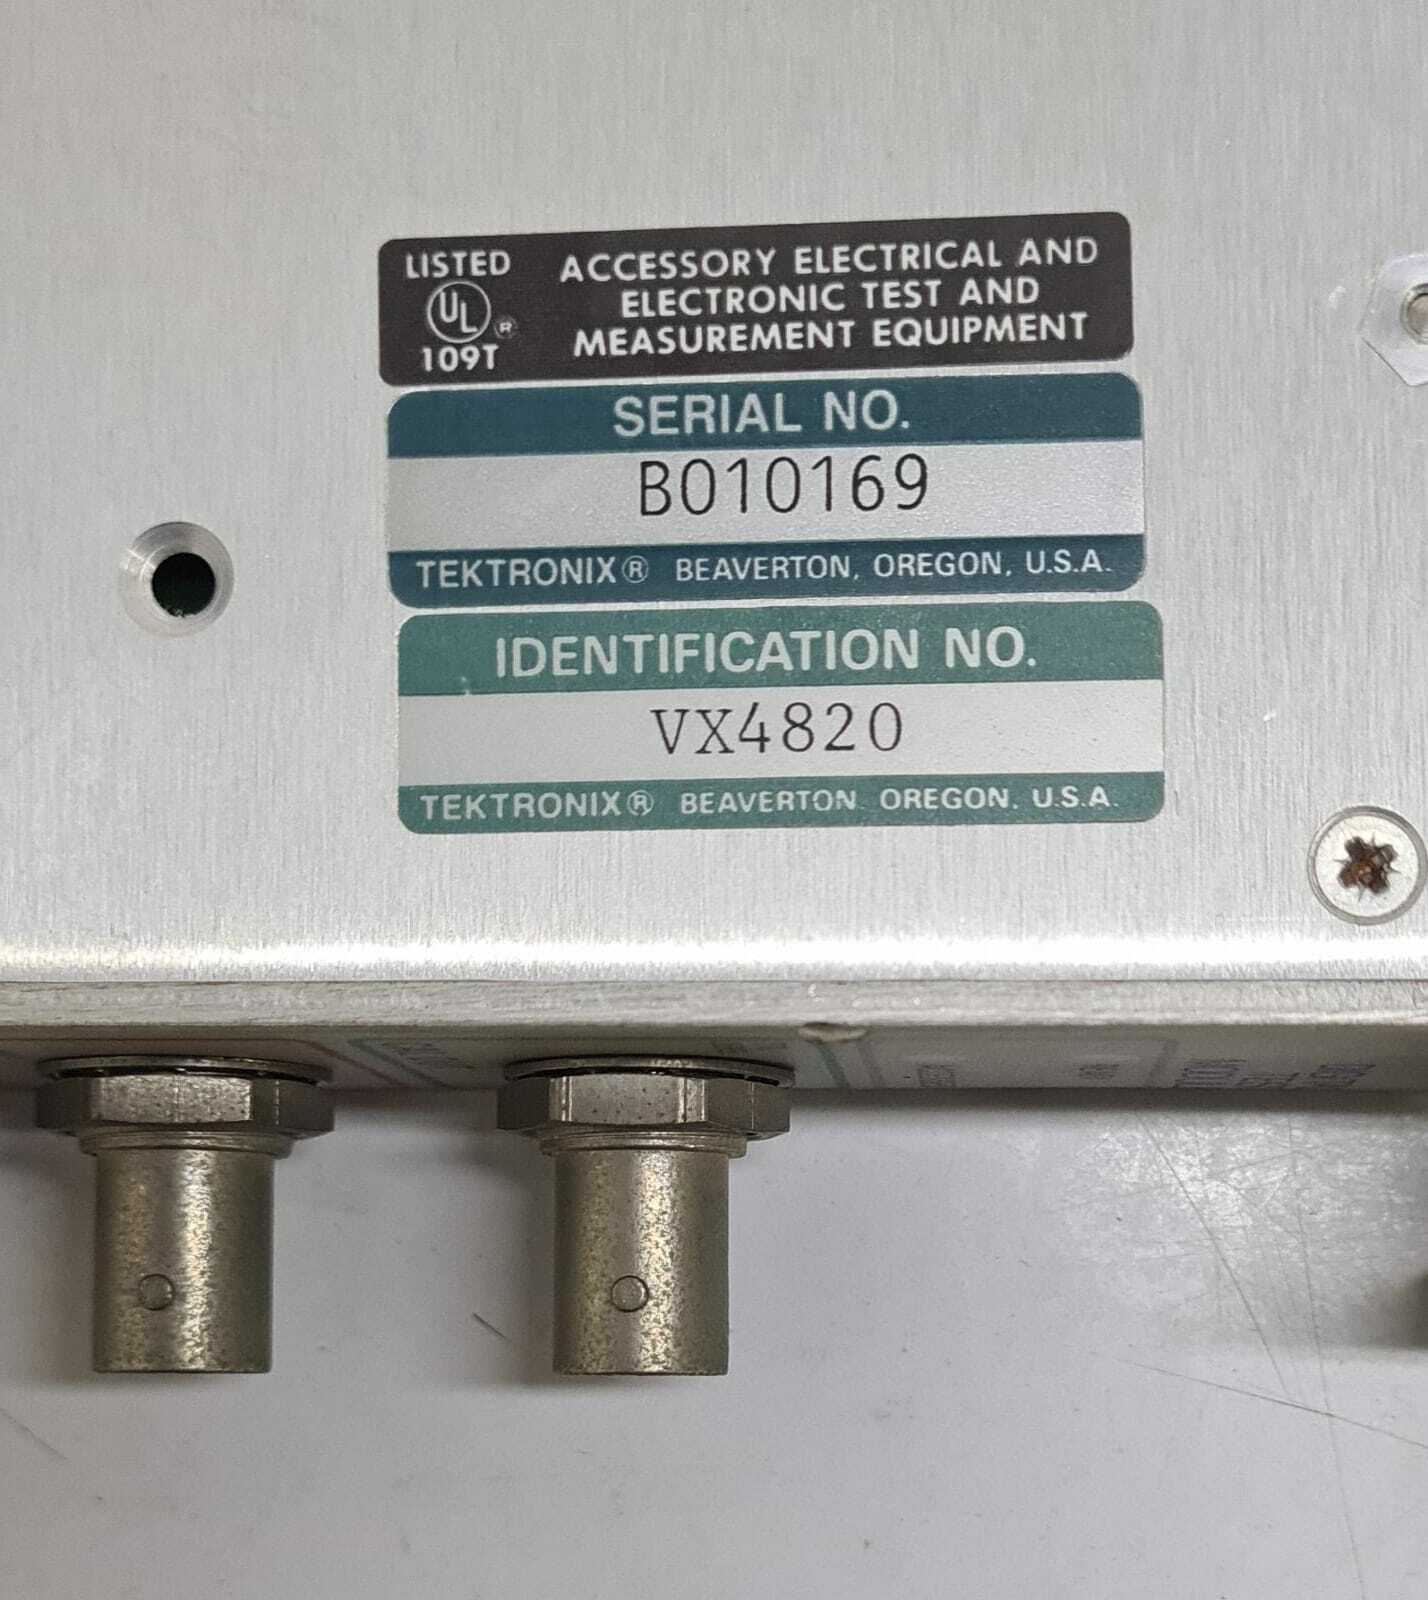 LISTED
UL®
109T
ACCESSORY ELECTRICAL AND
ELECTRONIC TEST AND
MEASUREMENT EQUIPMENT
SERIAL NO.
B010169
TEKTRONIX® BEAVERTON, OREGON, U.S.A.
IDENTIFICATION NO.
VX4820
TEKTRONIX® BEAVERTON OREGON. U.S.A.